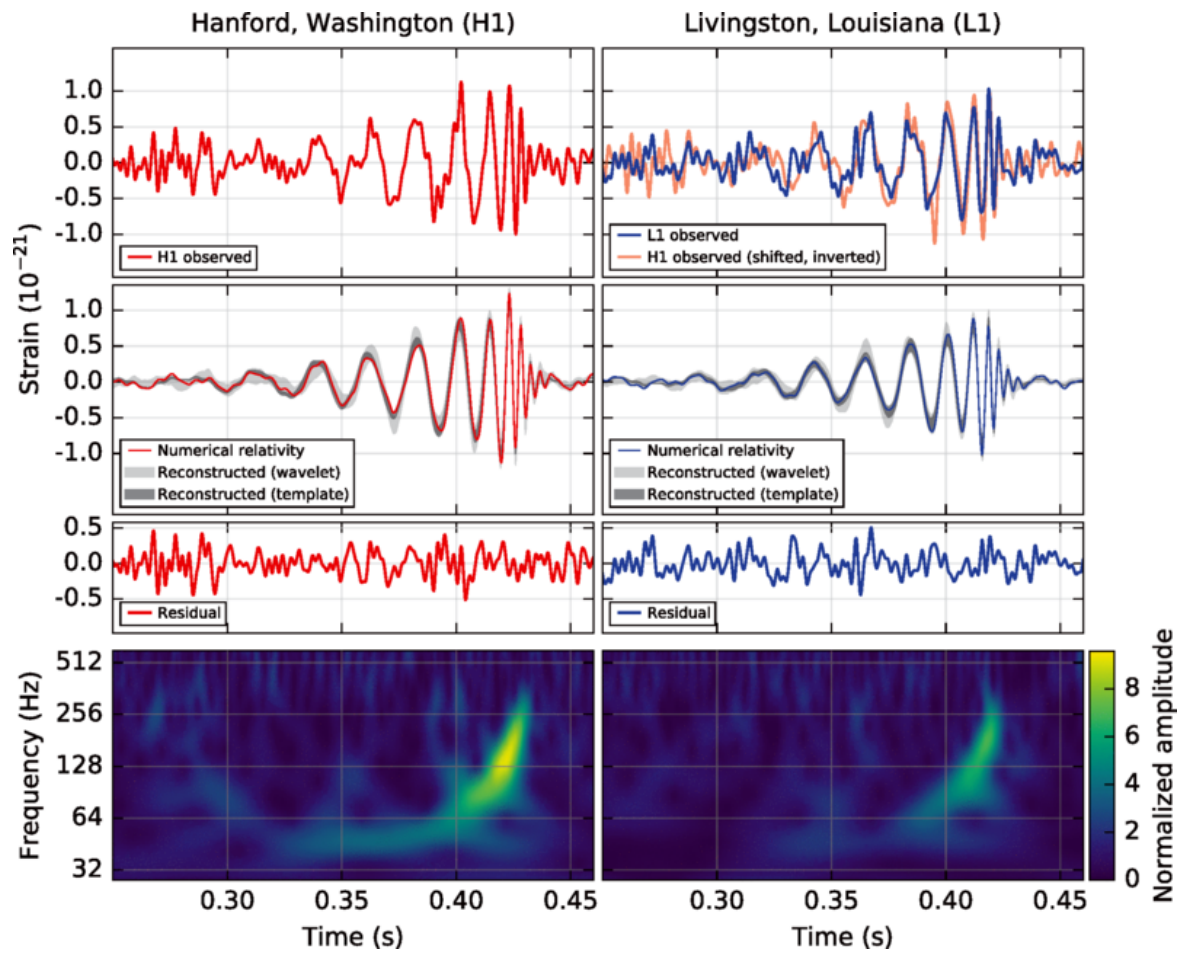 Hanford, Washington (H1)
Livingston, Louisiana (L1)
Strain (10⁻²¹)
1.0
0.5
0.0
-0.5
-1.0
H1 observed
L1 observed
H1 observed (shifted, inverted)
1.0
0.5
0.0
-0.5
-1.0
Numerical relativity
Reconstructed (wavelet)
Reconstructed (template)
Numerical relativity
Reconstructed (wavelet)
Reconstructed (template)
0.5
0.0
-0.5
Residual
Residual
Frequency (Hz)
512
256
128
64
32
0.30
0.35
0.40
0.45
Time (s)
0.30
0.35
0.40
0.45
Time (s)
8
6
4
2
0
Normalized amplitude